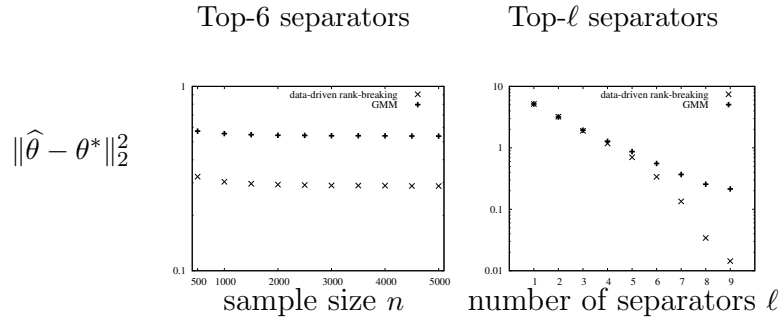 Top-6 separators
Top-ℓ separators
‖θ̂ − θ*‖₂²
1
0.1
data-driven rank-breaking
GMM
500 1000 2000 3000 4000 5000
sample size n
10
1
0.1
0.01
data-driven rank-breaking
GMM
1 2 3 4 5 6 7 8 9
number of separators ℓ